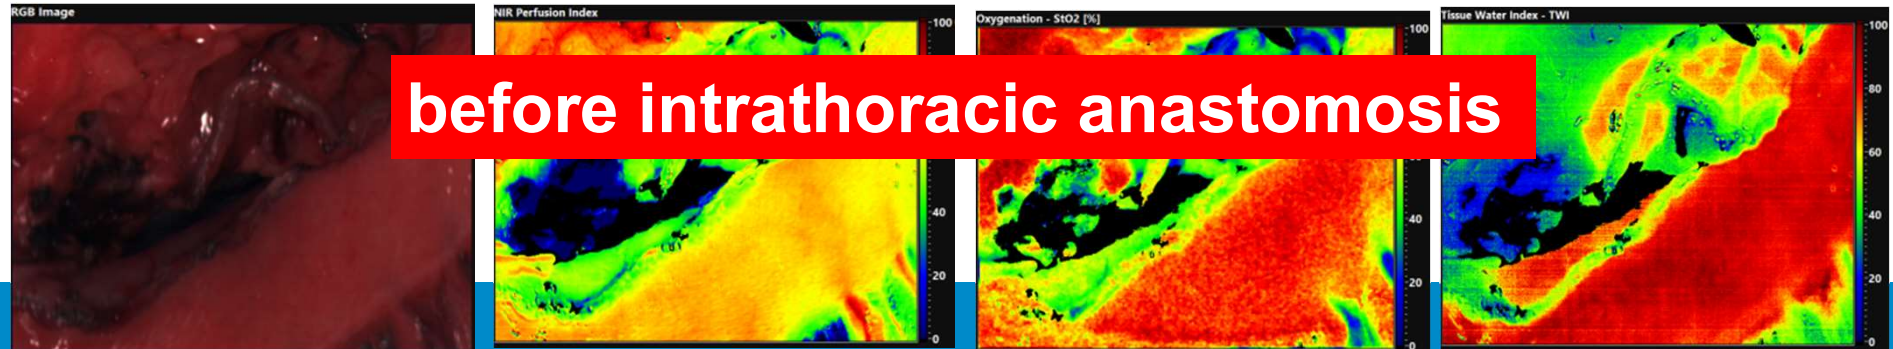 RGB Image
NIR Perfusion Index
Oxygenation - StO2 [%]
Tissue Water Index - TWI
before intrathoracic anastomosis
100
40
20
0
100
40
20
0
100
80
60
40
20
0